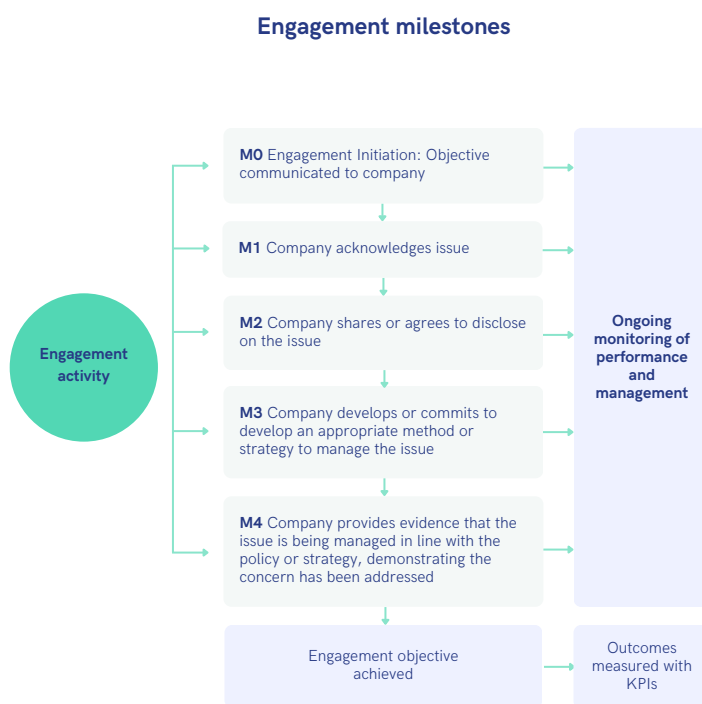 Engagement milestones
M0 Engagement Initiation: Objective
communicated to company
M1 Company acknowledges issue
M2 Company shares or agrees to disclose
on the issue
M3 Company develops or commits to
develop an appropriate method or
strategy to manage the issue
M4 Company provides evidence that the
issue is being managed in line with the
policy or strategy, demonstrating the
concern has been addressed
Engagement
activity
Ongoing
monitoring of
performance
and
management
Engagement objective
achieved
Outcomes
measured with
KPIs